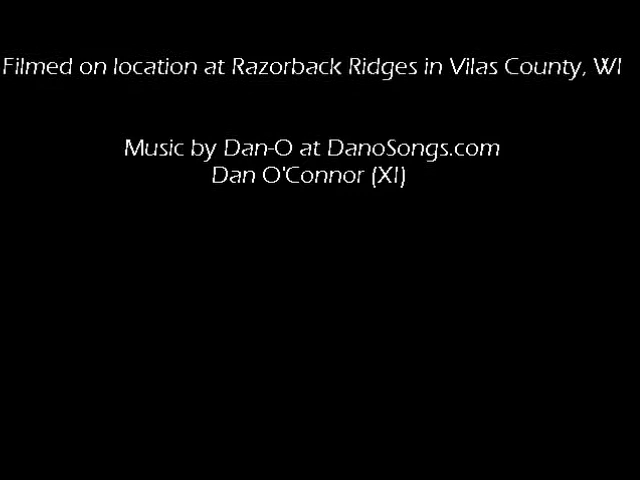 Filmed on location at Razorback Ridges in Vilas County, WI
Music by Dan-O at DanoSongs.com
Dan O'Connor (XI)